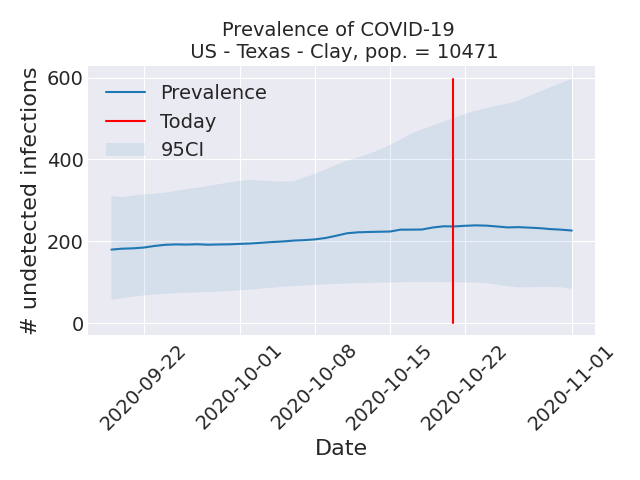 Prevalence of COVID-19
US - Texas - Clay, pop. = 10471
# undetected infections
600
400
200
0
Prevalence
Today
95CI
2020-09-22
2020-10-01
2020-10-08
2020-10-15
2020-10-22
2020-11-01
Date